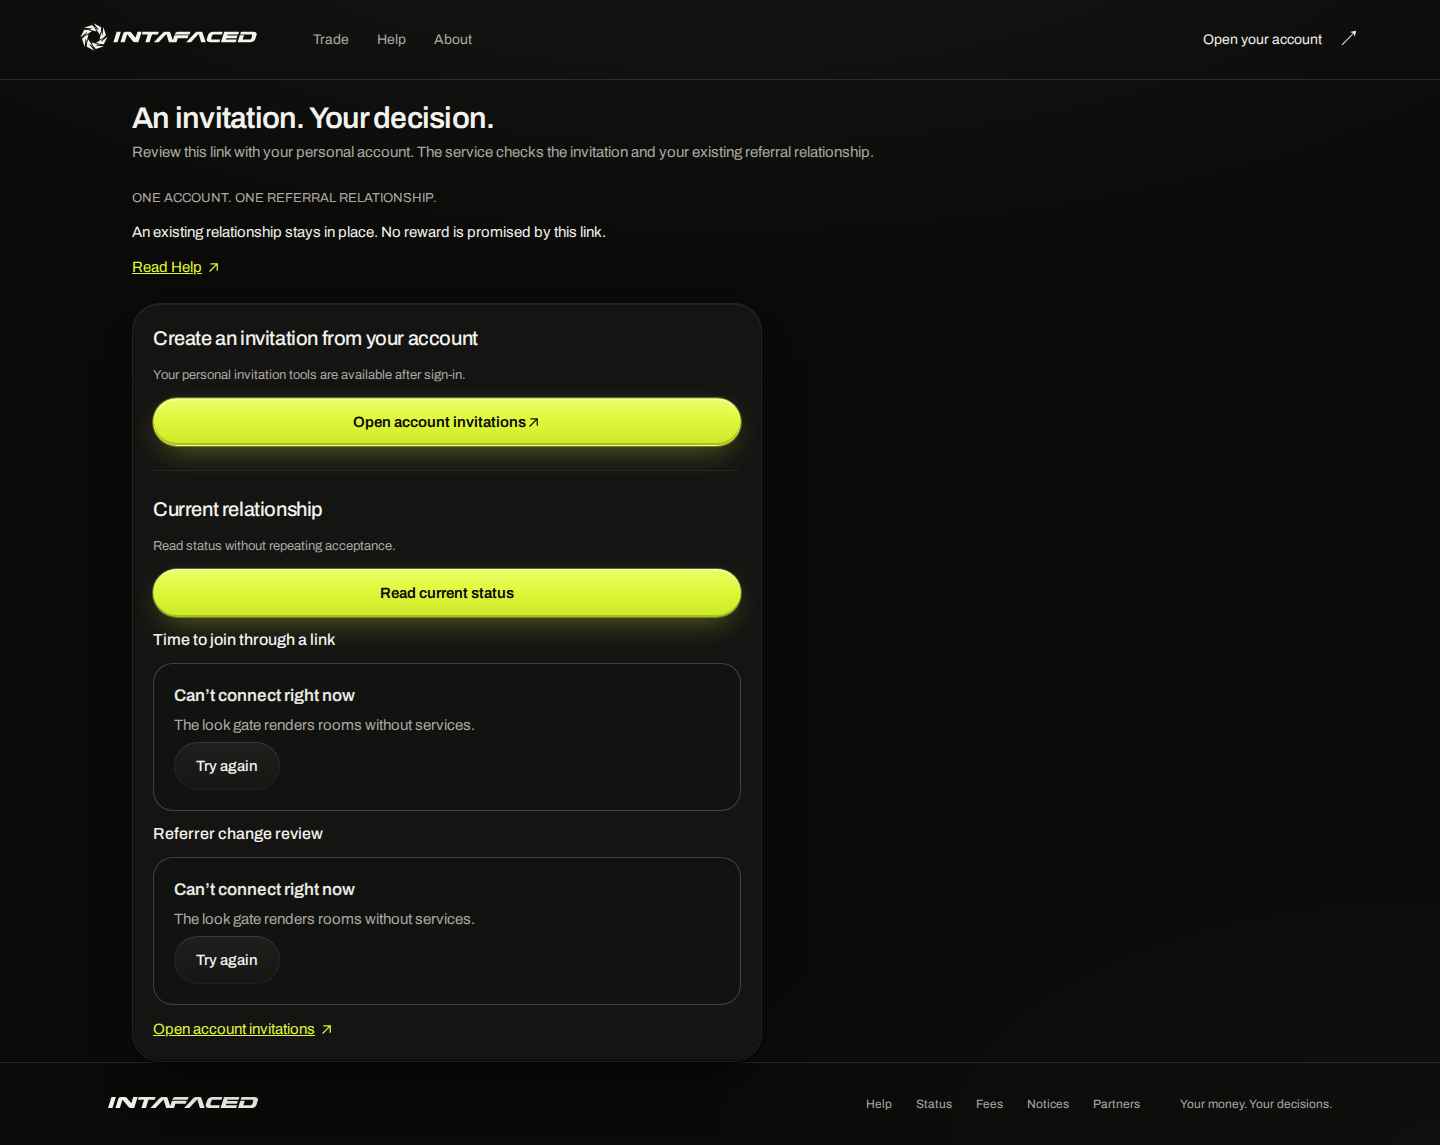 INTAFACED
Trade Help About
Open your account
An invitation. Your decision.
Review this link with your personal account. The service checks the invitation and your existing referral relationship.
ONE ACCOUNT. ONE REFERRAL RELATIONSHIP.
An existing relationship stays in place. No reward is promised by this link.
Read Help
Create an invitation from your account
Your personal invitation tools are available after sign-in.
Open account invitations
Current relationship
Read status without repeating acceptance.
Read current status
Time to join through a link
Can’t connect right now
The look gate renders rooms without services.
Try again
Referrer change review
Can’t connect right now
The look gate renders rooms without services.
Try again
Open account invitations
INTAFACED
Help Status Fees Notices Partners
Your money. Your decisions.